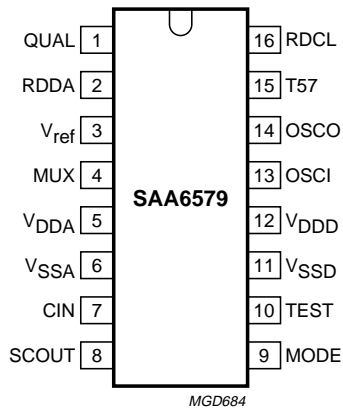 QUAL 1 16 RDCL
RDDA 2 15 T57
Vref 3 14 OSCO
MUX 4 13 OSCI
SAA6579
VDDA 5 12 VDDD
VSSA 6 11 VSSD
CIN 7 10 TEST
SCOUT 8 9 MODE
MGD684